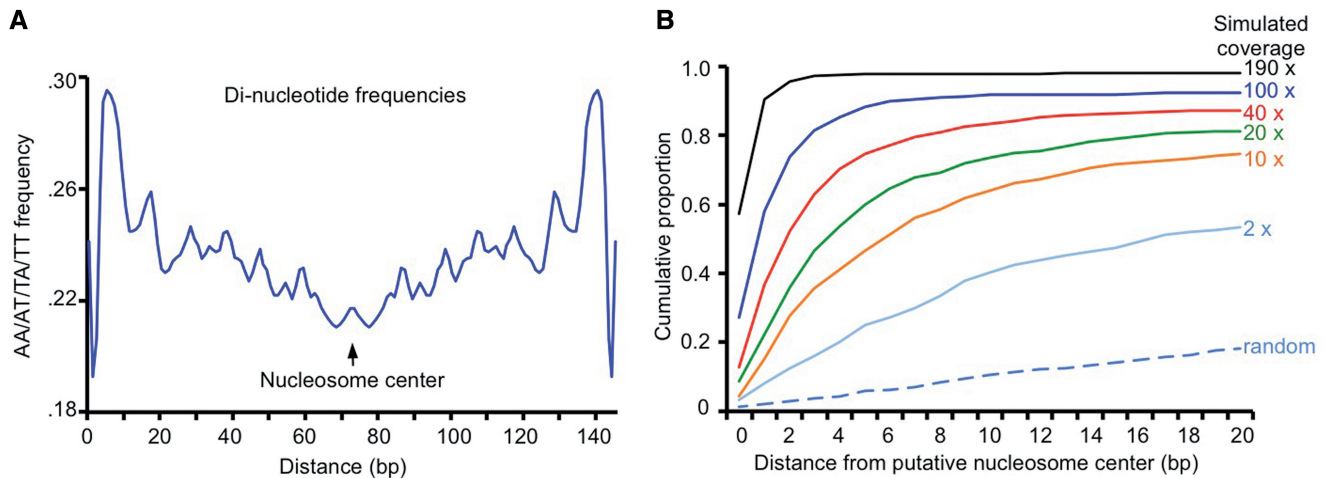 A
Di-nucleotide frequencies
AA/AT/TA/TT frequency
.30
.26
.22
.18
Nucleosome center
0 20 40 60 80 100 120 140
Distance (bp)
B
Simulated
coverage
190 x
100 x
40 x
20 x
10 x
2 x
random
Cumulative proportion
1.0
0.8
0.6
0.4
0.2
0
0 2 4 6 8 10 12 14 16 18 20
Distance from putative nucleosome center (bp)